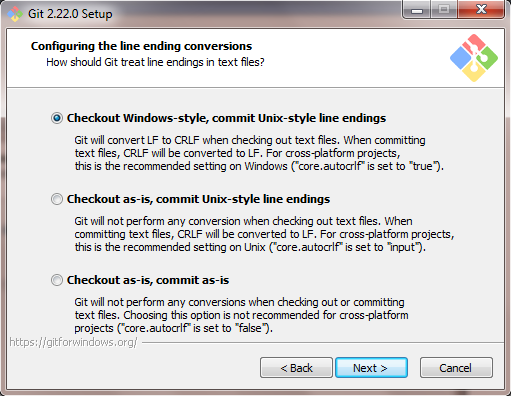 Git 2.22.0 Setup
Configuring the line ending conversions
How should Git treat line endings in text files?
Checkout Windows-style, commit Unix-style line endings
Git will convert LF to CRLF when checking out text files. When committing
text files, CRLF will be converted to LF. For cross-platform projects,
this is the recommended setting on Windows ("core.autocrlf" is set to "true").
Checkout as-is, commit Unix-style line endings
Git will not perform any conversion when checking out text files. When
committing text files, CRLF will be converted to LF. For cross-platform projects,
this is the recommended setting on Unix ("core.autocrlf" is set to "input").
Checkout as-is, commit as-is
Git will not perform any conversions when checking out or committing
text files. Choosing this option is not recommended for cross-platform
projects ("core.autocrlf" is set to "false").
https://gitforwindows.org/
< Back
Next >
Cancel